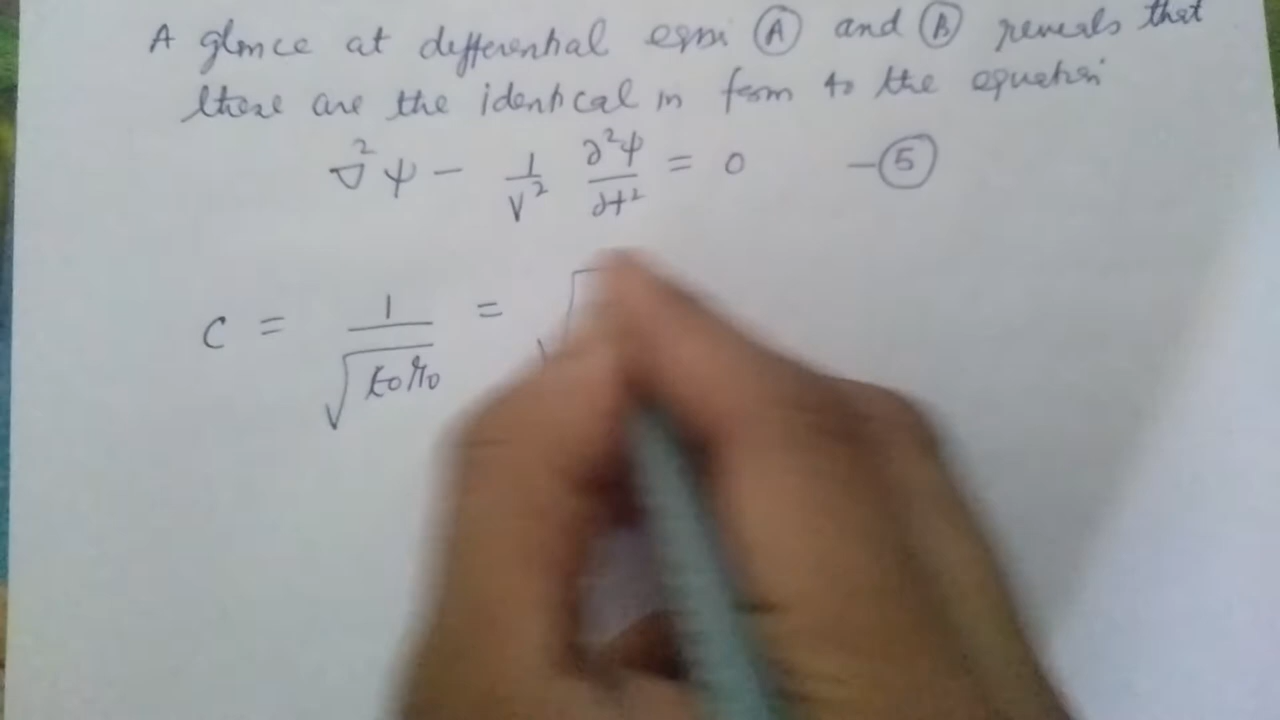 A glance at differential eqns (A) and (B) reveals that
these are the identical in form to the equation
∇²ψ - 1/V² ∂²ψ/∂t² = 0 -(5)
C = 1/√(ϵ₀μ₀) = √